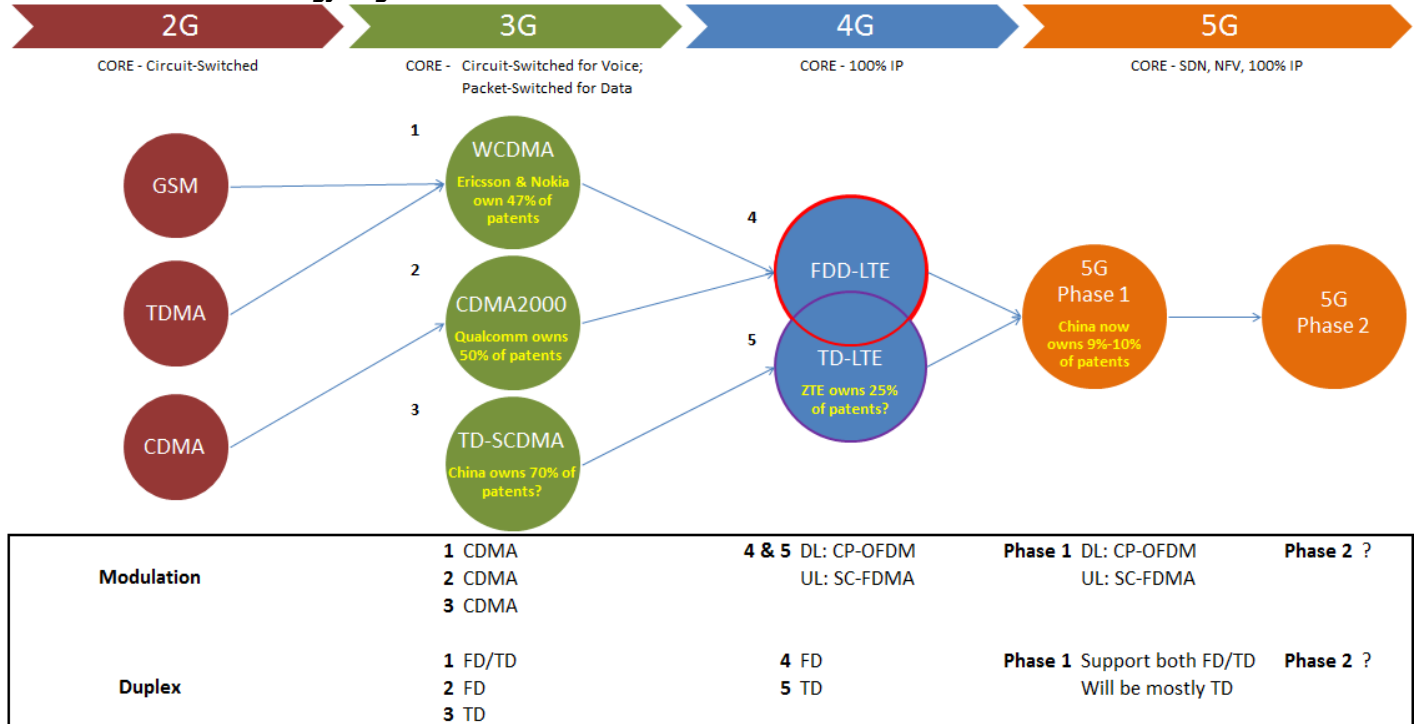 2G
3G
4G
5G
CORE - Circuit-Switched
CORE - Circuit-Switched for Voice;
Packet-Switched for Data
CORE - 100% IP
CORE - SDN, NFV, 100% IP
GSM
TDMA
CDMA
1
WCDMA
Ericsson & Nokia
own 47% of
patents
2
CDMA2000
Qualcomm owns
50% of patents
3
TD-SCDMA
China owns 70% of
patents?
4
FDD-LTE
5
TD-LTE
ZTE owns 25%
of patents?
5G
Phase 1
China now
owns 9%-10%
of patents
5G
Phase 2
Modulation
1 CDMA
2 CDMA
3 CDMA
4 & 5 DL: CP-OFDM
UL: SC-FDMA
Phase 1 DL: CP-OFDM
UL: SC-FDMA
Phase 2 ?
Duplex
1 FD/TD
2 FD
3 TD
4 FD
5 TD
Phase 1 Support both FD/TD
Will be mostly TD
Phase 2 ?